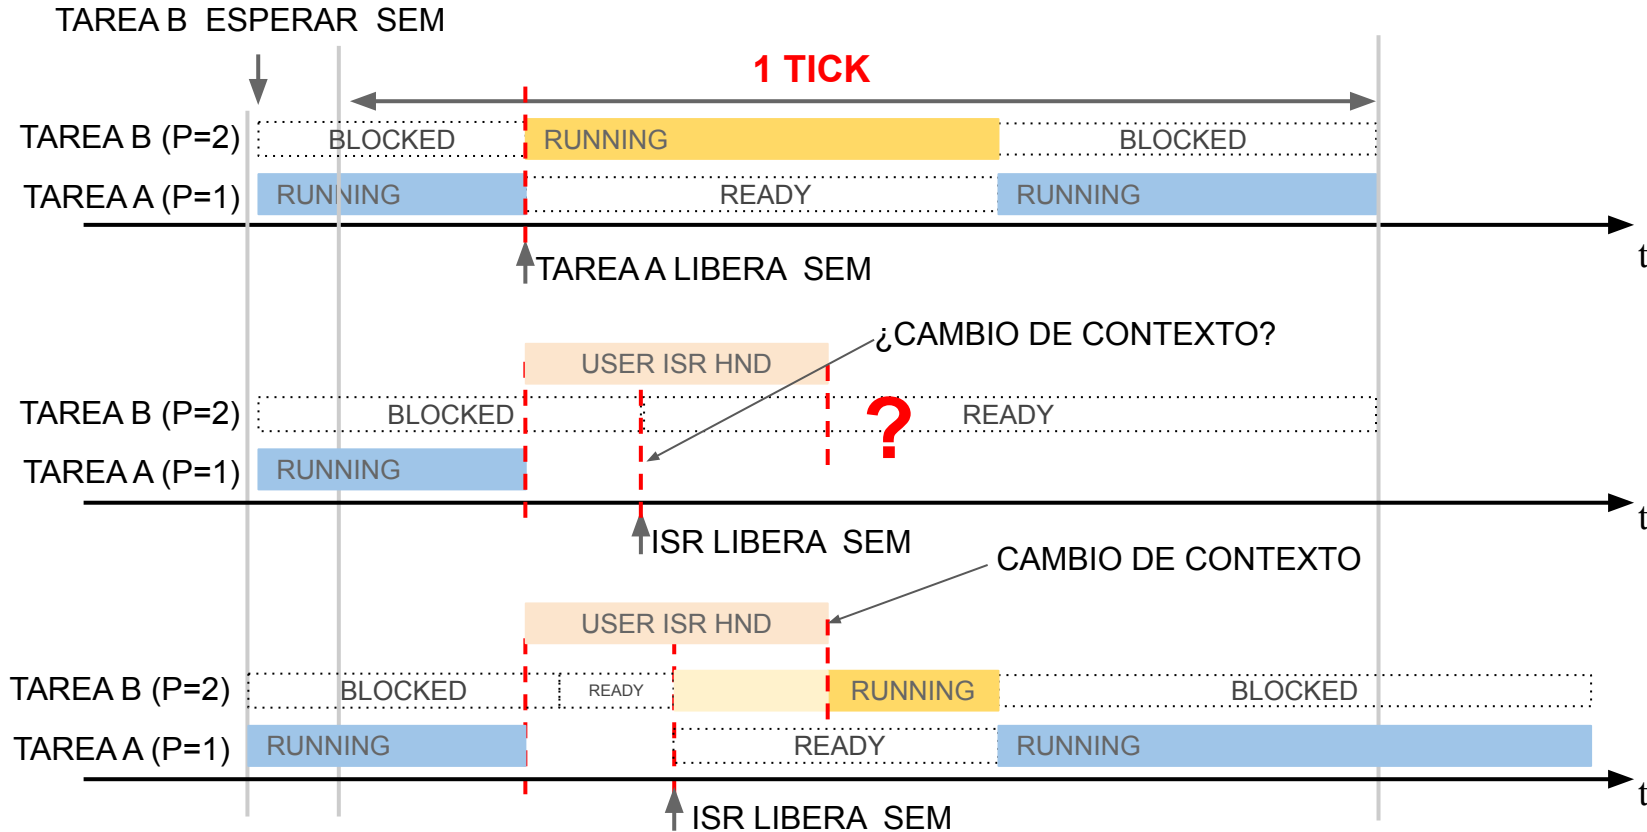 TAREA B ESPERAR SEM
1 TICK
TAREA B (P=2) BLOCKED RUNNING BLOCKED
TAREA A (P=1) RUNNING READY RUNNING
t
TAREA A LIBERA SEM
¿CAMBIO DE CONTEXTO?
USER ISR HND
TAREA B (P=2) BLOCKED ? READY
TAREA A (P=1) RUNNING
t
ISR LIBERA SEM
CAMBIO DE CONTEXTO
USER ISR HND
TAREA B (P=2) BLOCKED READY RUNNING BLOCKED
TAREA A (P=1) RUNNING READY RUNNING
t
ISR LIBERA SEM